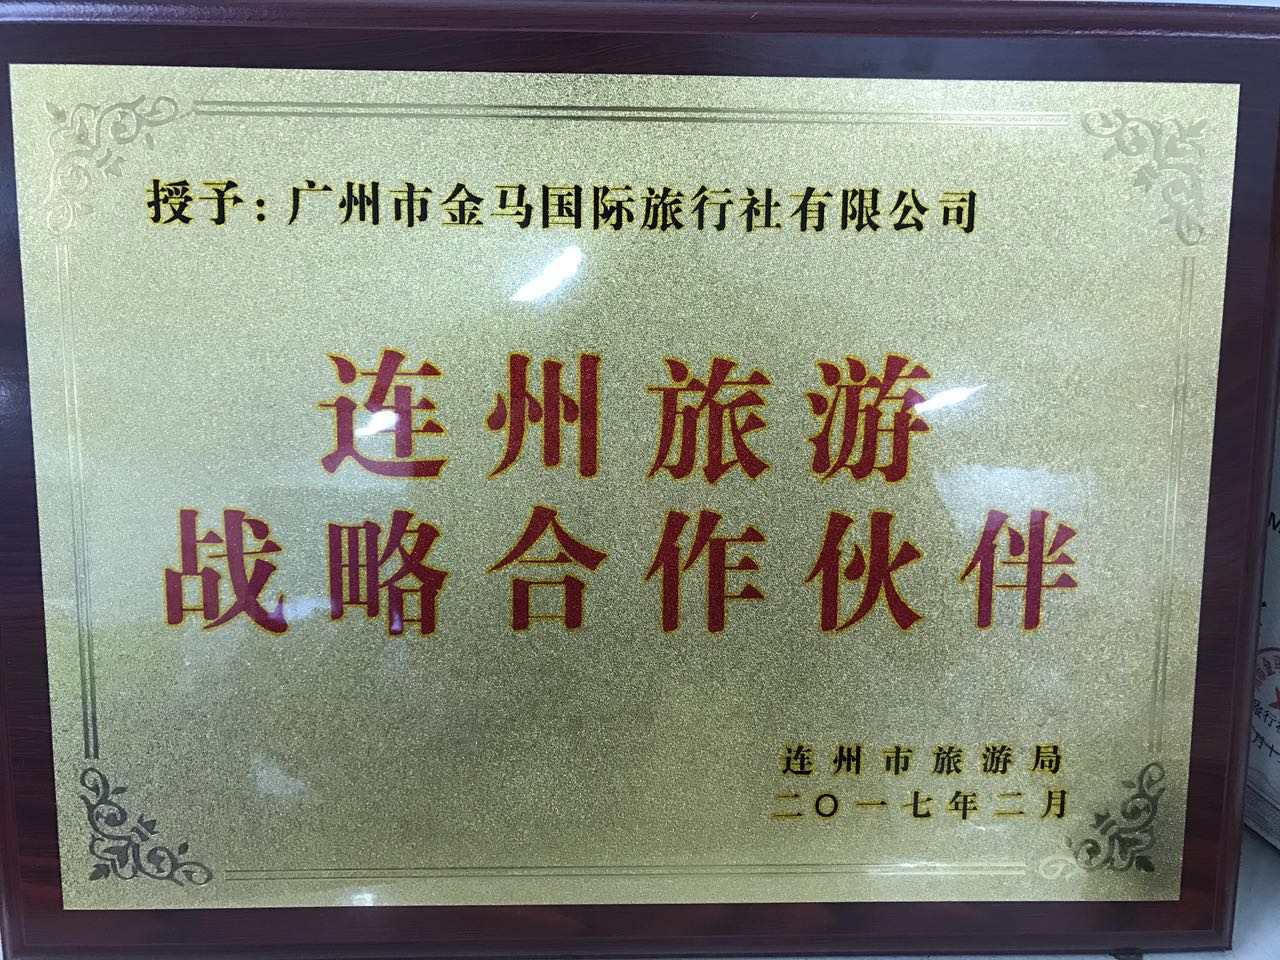 授予：广州市金马国际旅行社有限公司
连州旅游
战略合作伙伴
连州市旅游局
二〇一七年二月